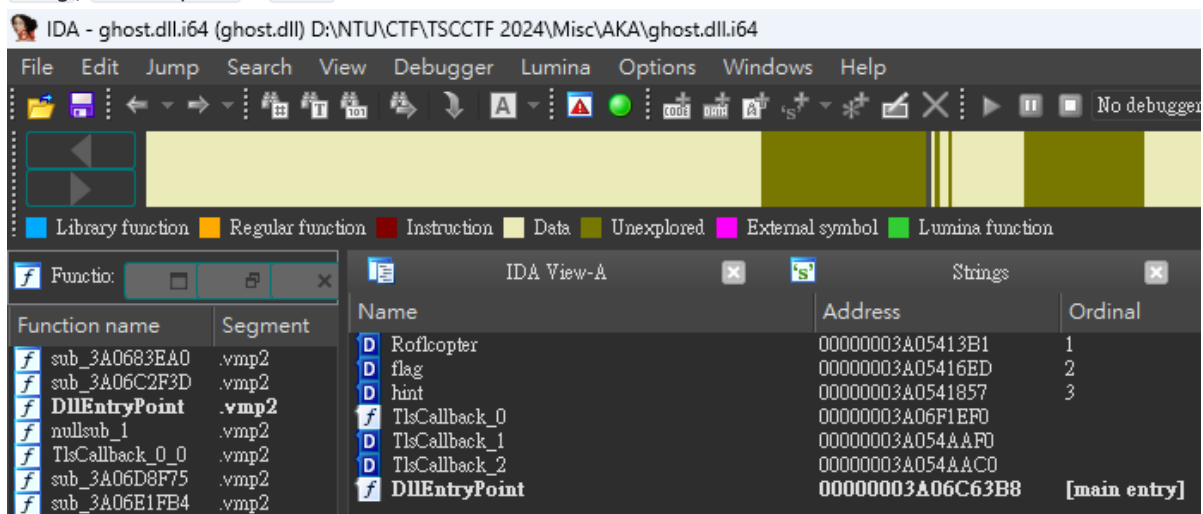 IDA - ghost.dll.i64 (ghost.dll) D:\NTU\CTF\TSCCTF 2024\Misc\AKA\ghost.dll.i64
File Edit Jump Search View Debugger Lumina Options Windows Help
No debugger
Library function Regular function Instruction Data Unexplored External symbol Lumina function
Functio: IDA View-A Strings
Function name Segment
sub_3A0683EA0 .vmp2
sub_3A06C2F3D .vmp2
DllEntryPoint .vmp2
nullsub_1 .vmp2
TlsCallback_0_0 .vmp2
sub_3A06D8F75 .vmp2
sub_3A06E1FB4 .vmp2
Name Address Ordinal
Roflcopter 00000003A05413B1 1
flag 00000003A05416ED 2
hint 00000003A0541857 3
TlsCallback_0 00000003A06F1EF0
TlsCallback_1 00000003A054AAF0
TlsCallback_2 00000003A054AAC0
DllEntryPoint 00000003A06C63B8 [main entry]